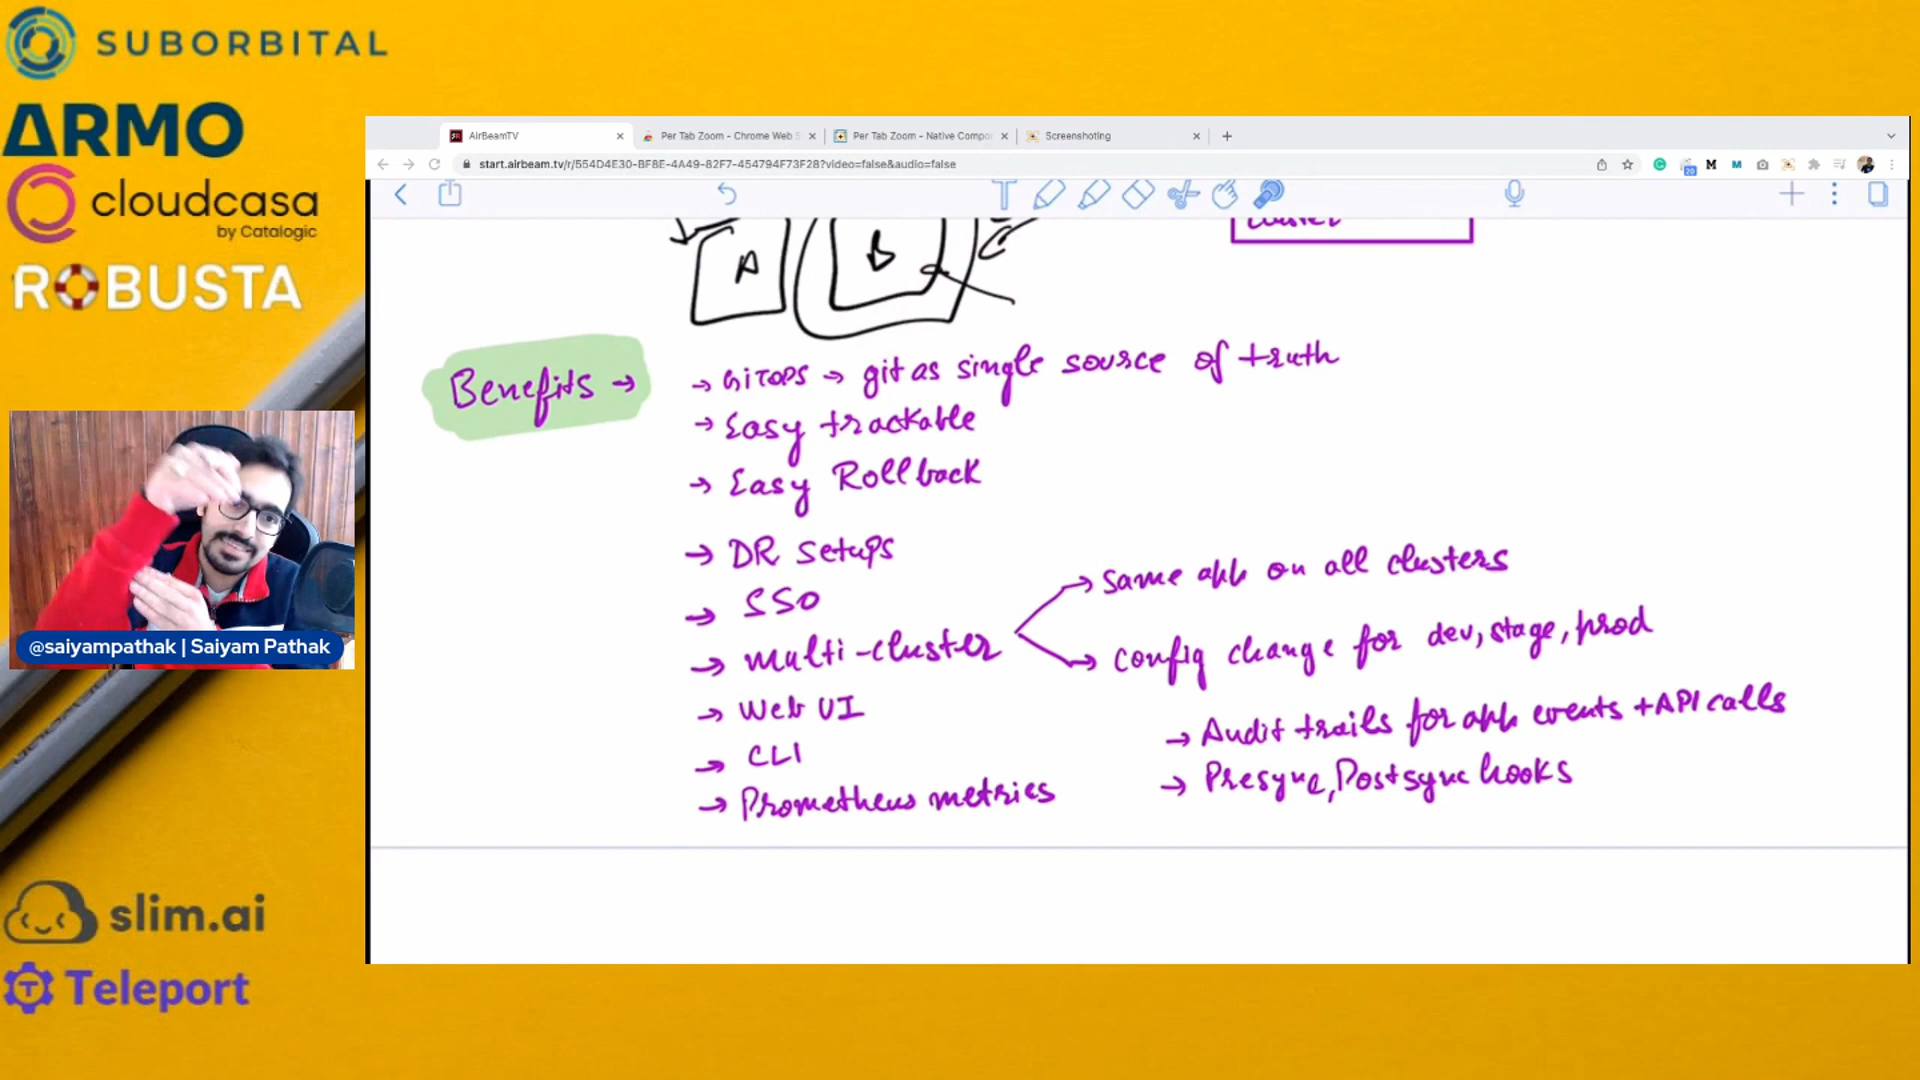 SUBORBITAL
ARMO
cloudcasa
by Catalogic
ROBUSTA
AirBeamTV
Per Tab Zoom - Chrome Web S
Per Tab Zoom - Native Compo
Screenshoting
start.airbeam.tv/r/554D4E30-BF8E-4A49-82F7-454794F73F28?video=false&audio=false
20
M
M
A
B
Benefits →
→ GITOPS → git as single source of truth
→ Easy trackable
→ Easy Rollback
→ DR Setups
→ SSO
→ multi-cluster
→ same app on all clusters
→ config change for dev, stage, prod
→ Web UI
→ CLI
→ Prometheus metrics
→ Audit trails for app events + API calls
→ Presync, Postsync hooks
@saiyampathak | Saiyam Pathak
slim.ai
T Teleport